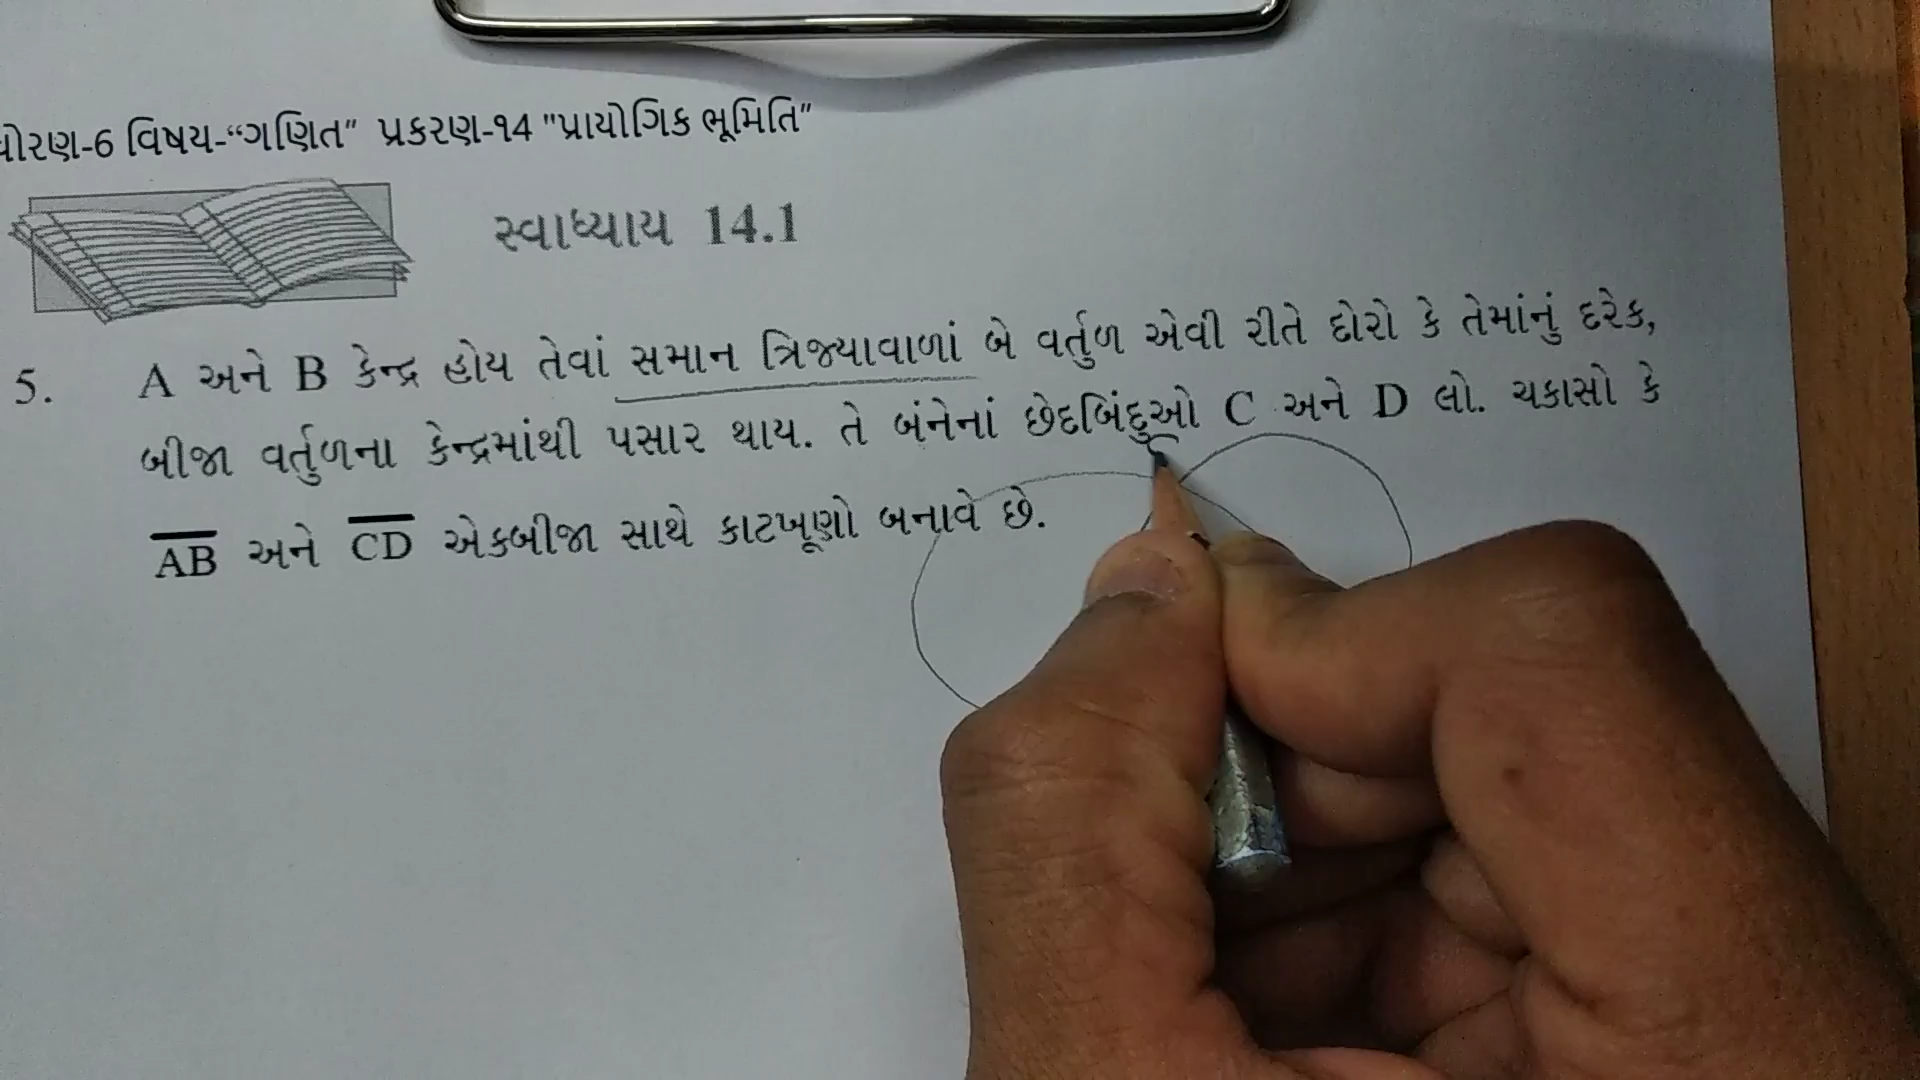 ધોરણ-6 વિષય-“ગણિત” પ્રકરણ-૧૪ "પ્રાયોગિક ભૂમિતિ"
સ્વાધ્યાય 14.1
5. A અને B કેન્દ્ર હોય તેવાં સમાન ત્રિજ્યાવાળાં બે વર્તુળ એવી રીતે દોરો કે તેમાંનું દરેક,
બીજા વર્તુળના કેન્દ્રમાંથી પસાર થાય. તે બંનેનાં છેદબિંદુઓ C અને D લો. ચકાસો કે
AB અને CD એકબીજા સાથે કાટખૂણો બનાવે છે.